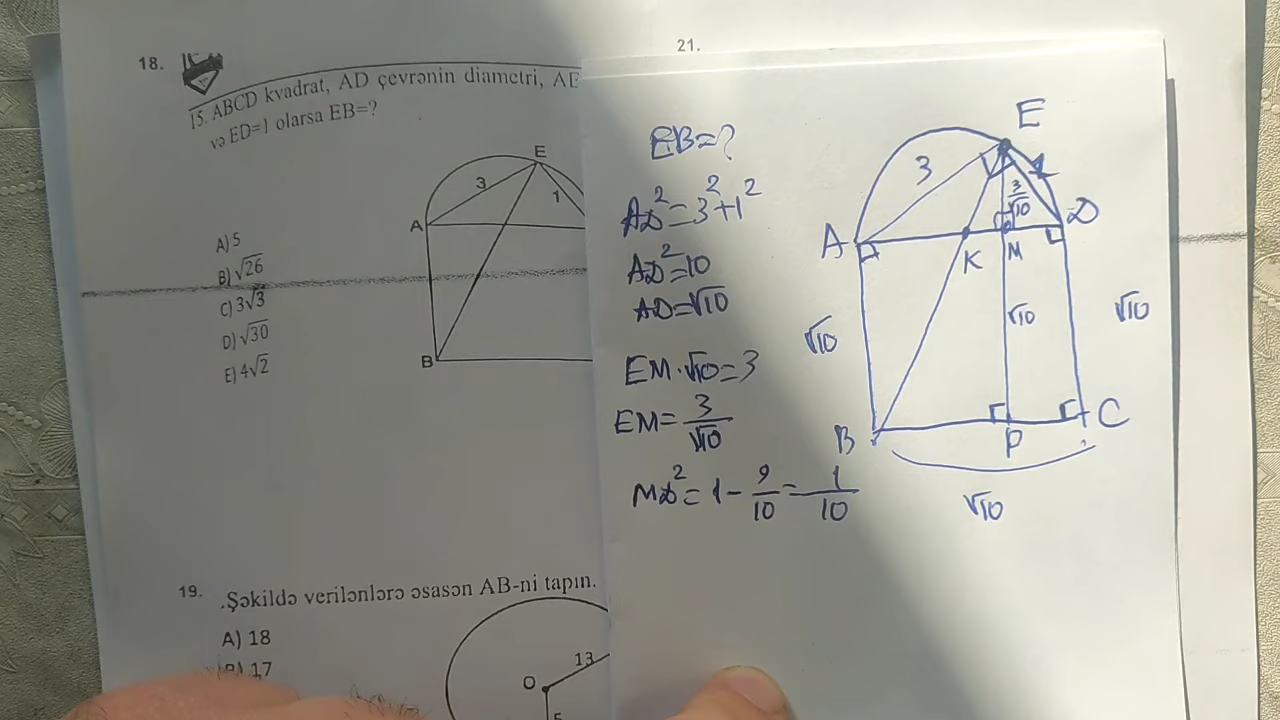 18.
15. ABCD kvadrat, AD çevrənin diametri, AE
və ED=1 olarsa EB=?
A) 5
B) √26
C) 3√3
D) √30
E) 4√2
E
3
1
A
B
19.
.Şəkildə verilənlərə əsasən AB-ni tapın.
A) 18
B) 17
13
O
21.
EB=?
AD²=3²+1²
AD²=10
AD=√10
EM·√10=3
EM=3/√10
MD²=1-9/10=1/10
E
3
1
3/√10
A
D
K
M
√10
√10
√10
B
P
C
√10